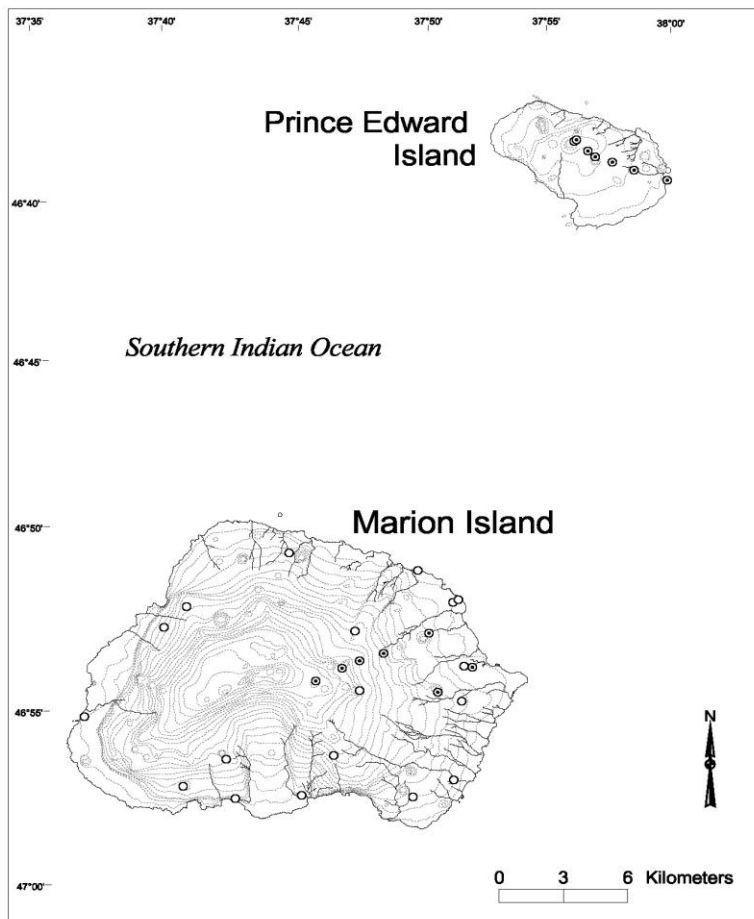 37°35' 37°40' 37°45' 37°50' 37°55' 38°00'
Prince Edward
Island
46°40'
46°45'
Southern Indian Ocean
46°50'
Marion Island
46°55'
N
47°00'
0 3 6 Kilometers